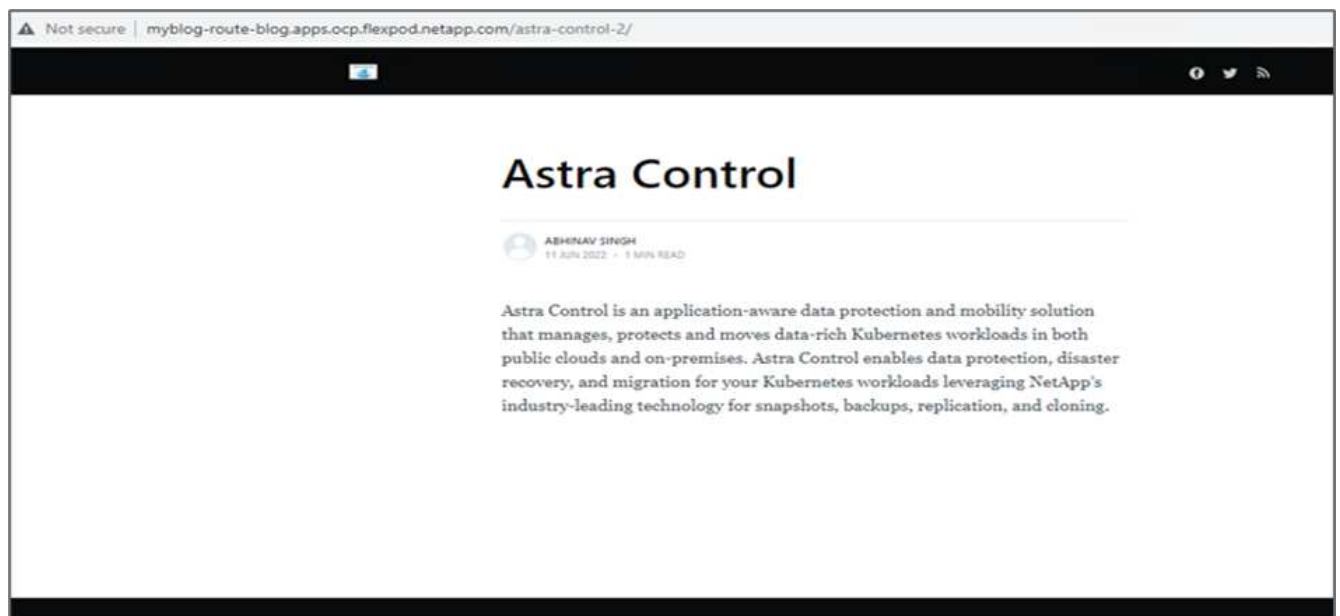 Not secure | myblog-route-blog.apps.ocp.flexpod.netapp.com/astra-control-2/
Astra Control
ABHINAV SINGH
11 JUN 2022 • 1 MIN READ
Astra Control is an application-aware data protection and mobility solution
that manages, protects and moves data-rich Kubernetes workloads in both
public clouds and on-premises. Astra Control enables data protection, disaster
recovery, and migration for your Kubernetes workloads leveraging NetApp's
industry-leading technology for snapshots, backups, replication, and cloning.